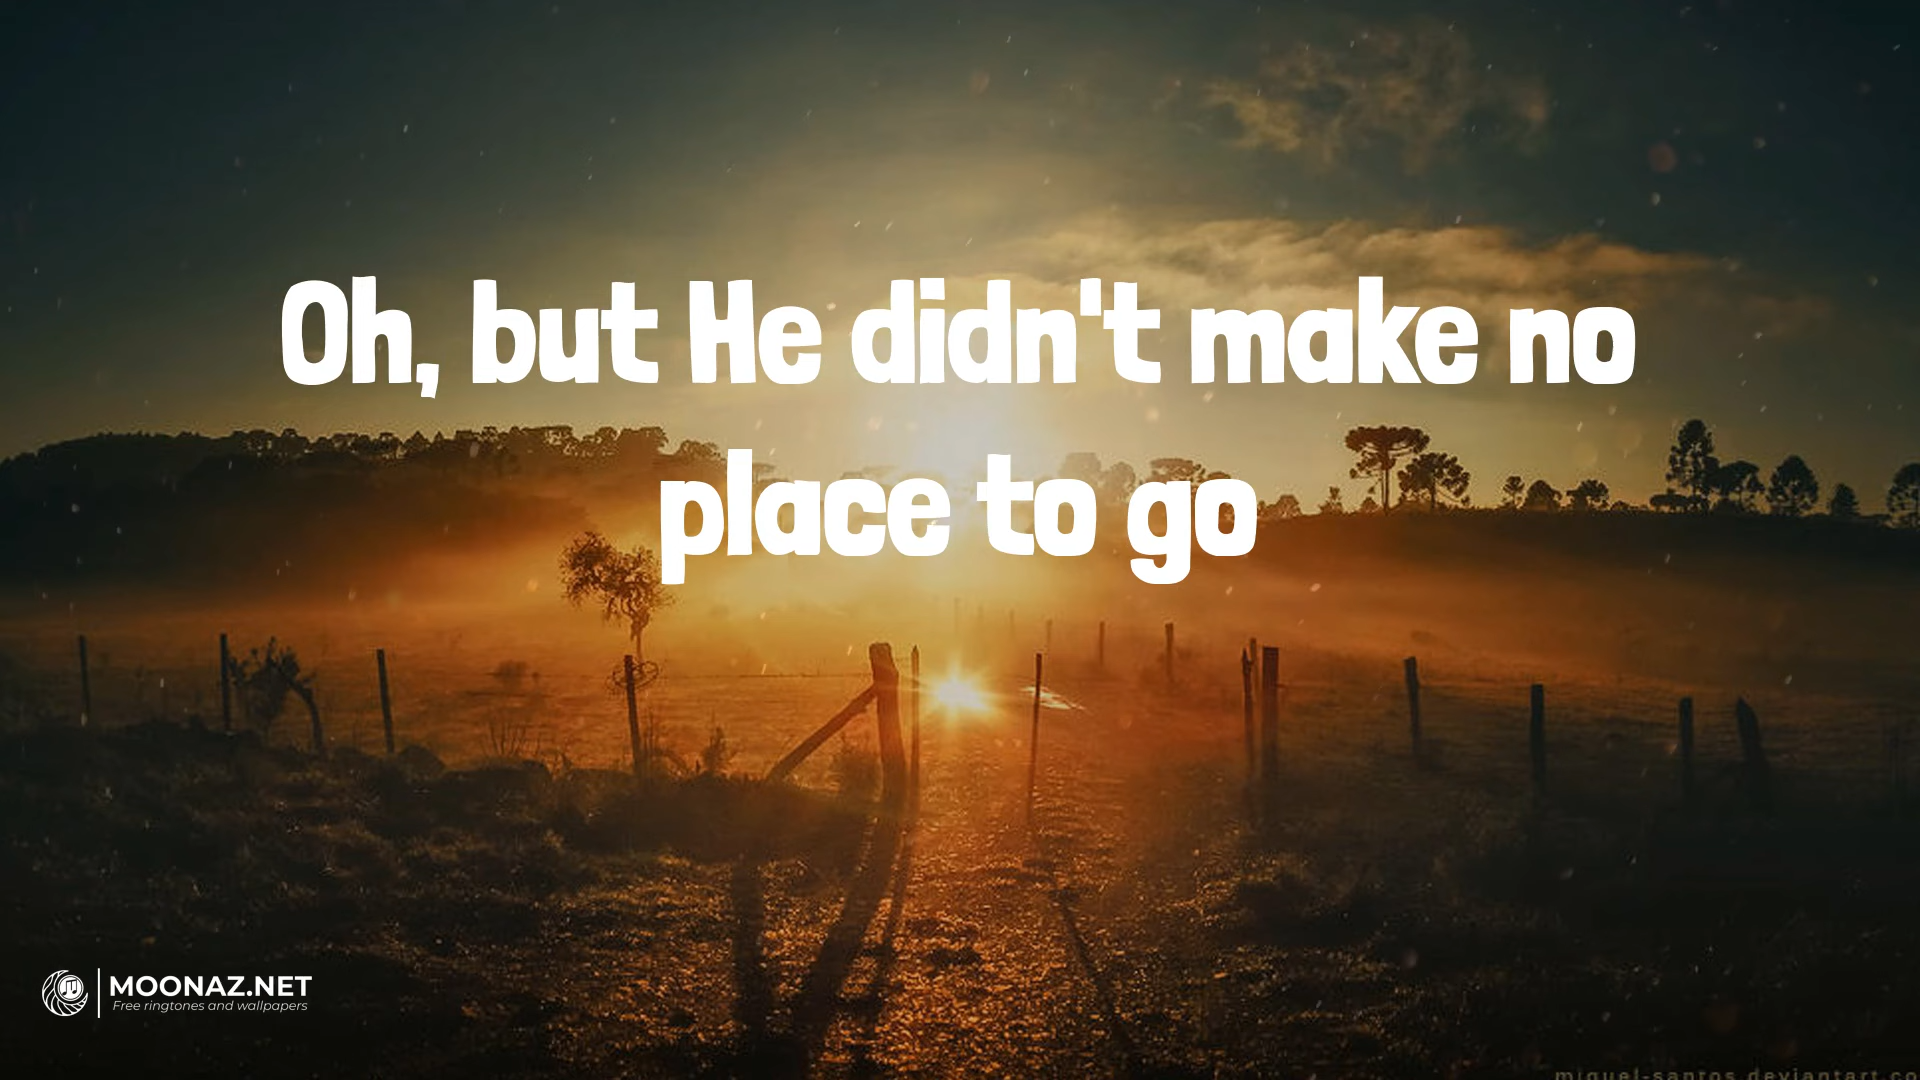 Oh, but He didn't make no
place to go
MOONAZ.NET
Free ringtones and wallpapers
miguel-santos.deviantart.co